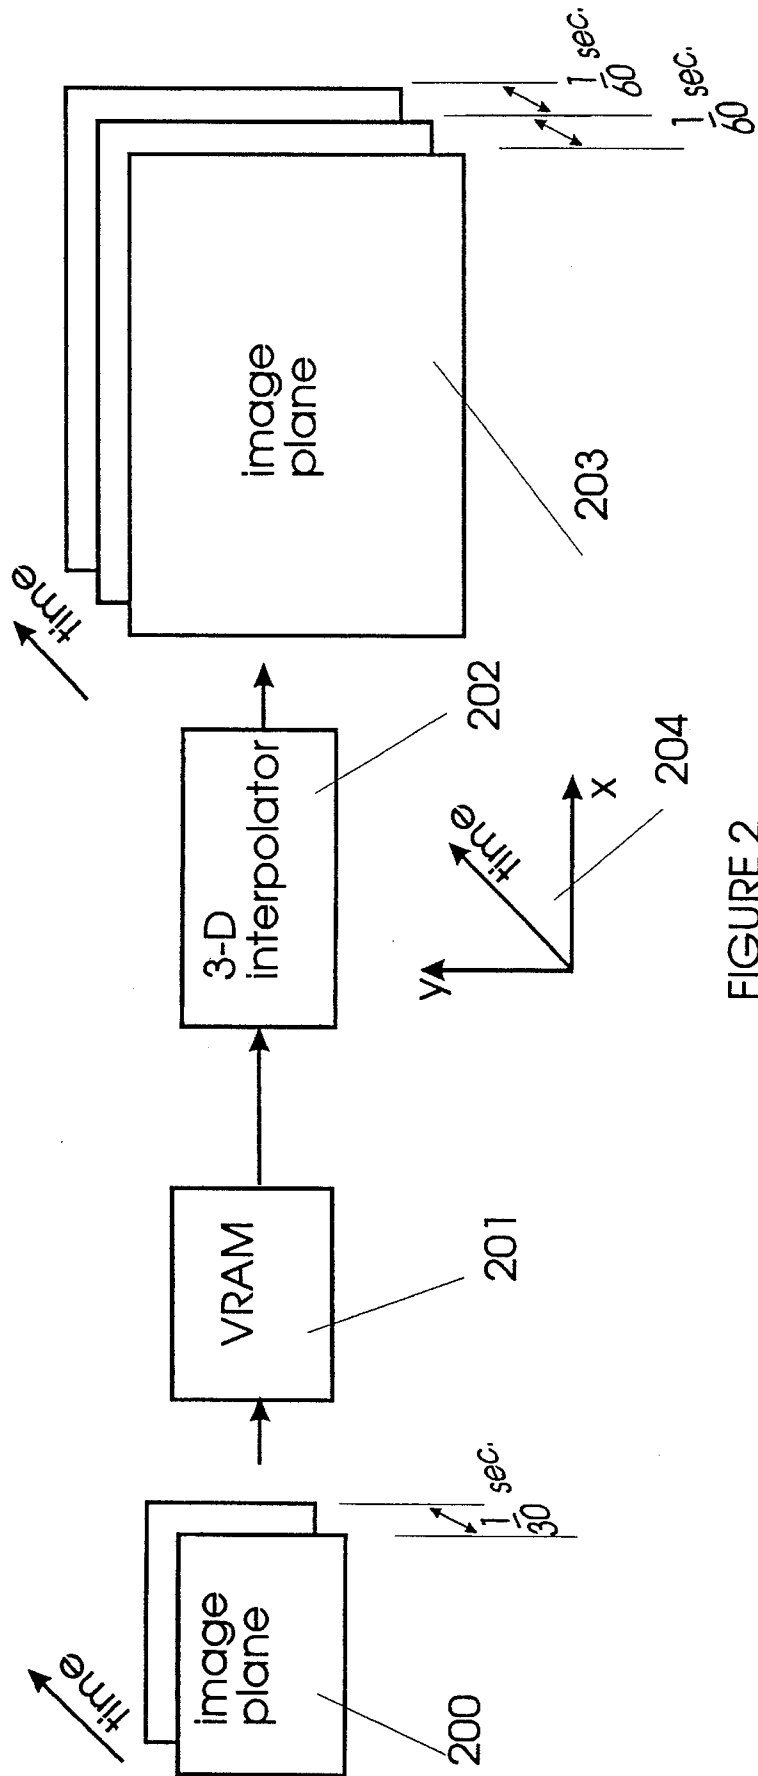 time
image
plane
200
1
30
sec.
VRAM
201
3-D
interpolator
202
y
time
x
204
time
image
plane
203
1
60
sec.
1
60
sec.
FIGURE 2